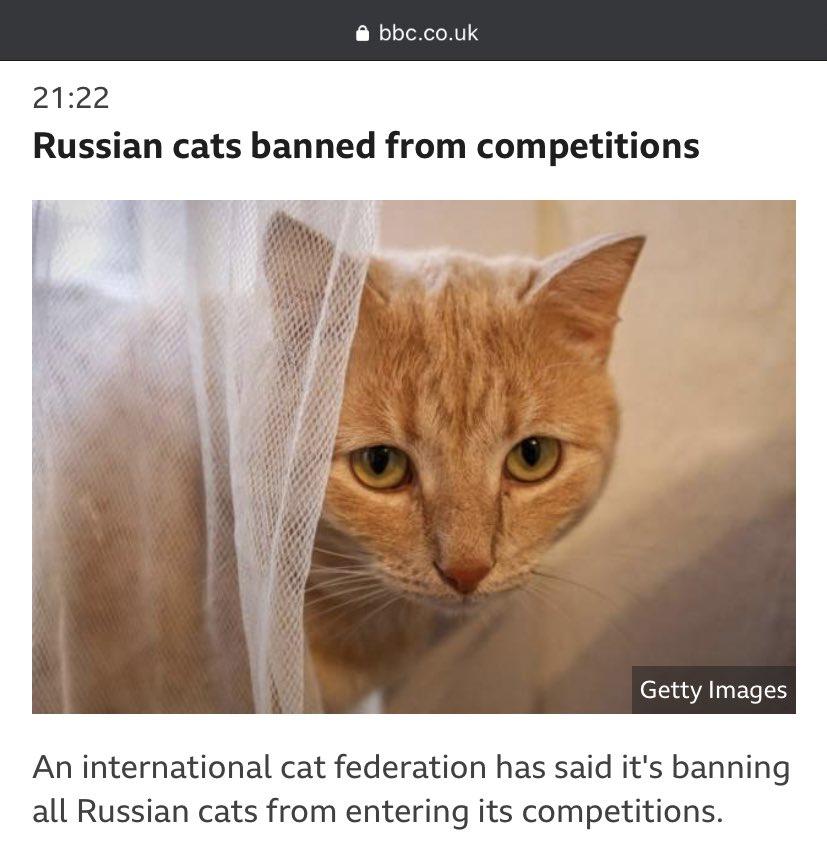 bbc.co.uk
21:22
Russian cats banned from competitions
Getty Images
An international cat federation has said it's banning
all Russian cats from entering its competitions.